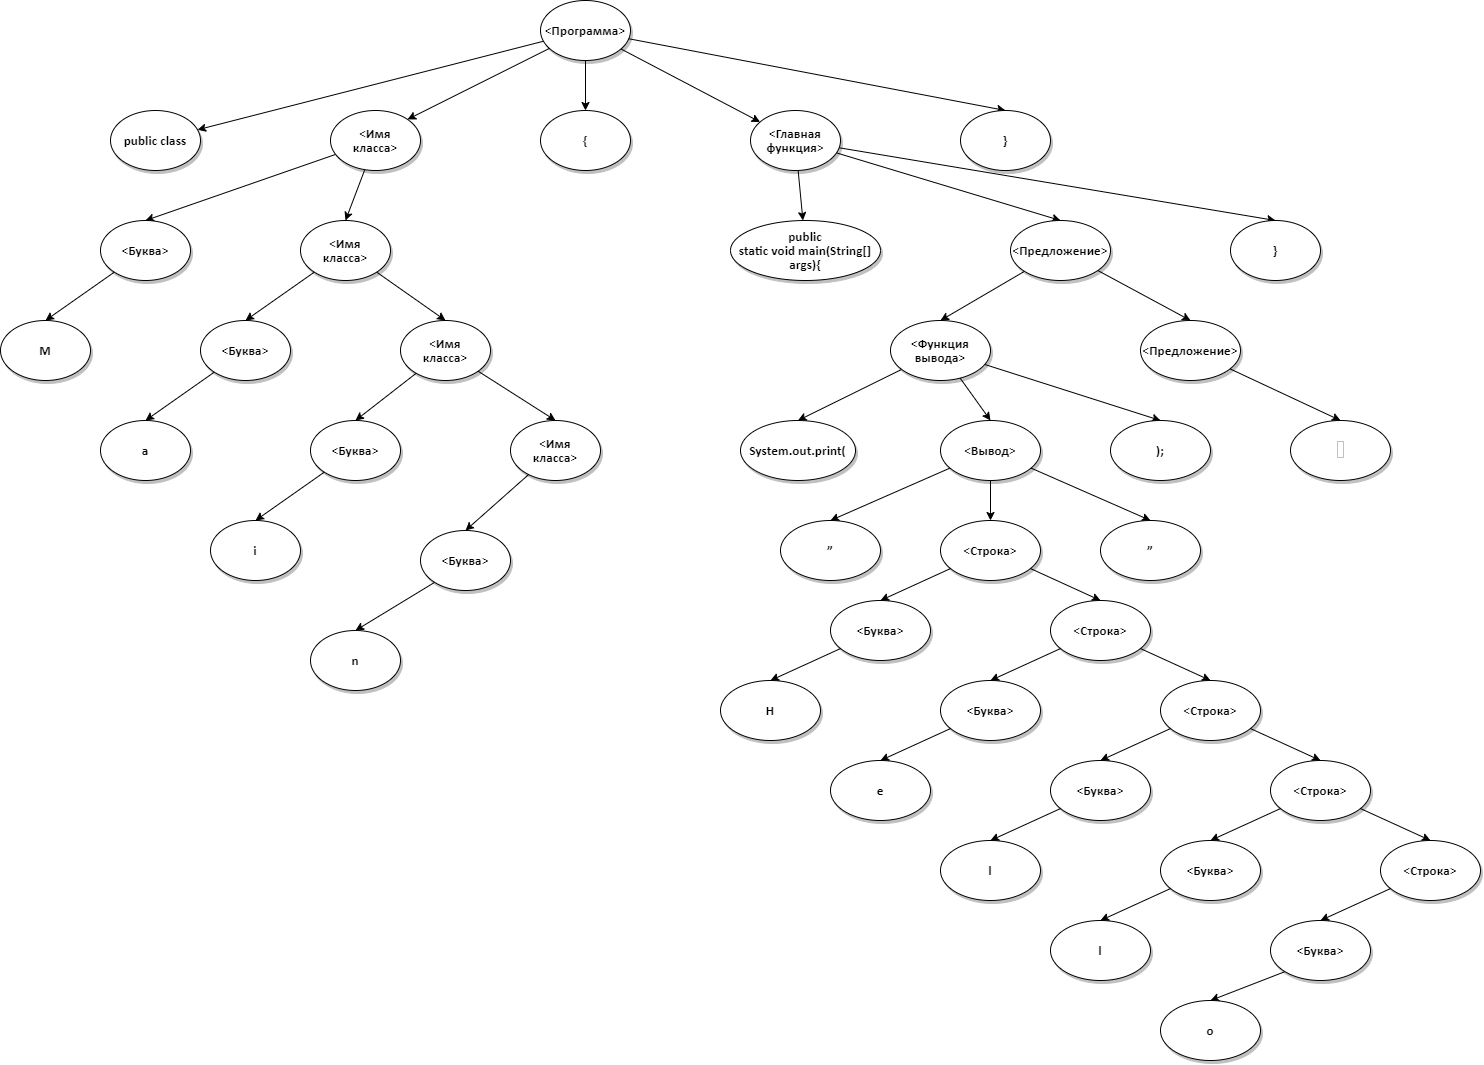 <Программа>
public class
<Имя
класса>
{
<Главная
функция>
}
<Буква>
<Имя
класса>
public
static void main(String[]
args){
<Предложение>
}
M
<Буква>
<Имя
класса>
<Функция
вывода>
<Предложение>
a
<Буква>
<Имя
класса>
System.out.print(
<Вывод>
);
i
<Буква>
”
<Строка>
”
n
<Буква>
<Строка>
H
<Буква>
<Строка>
e
<Буква>
<Строка>
l
<Буква>
<Строка>
l
<Буква>
o